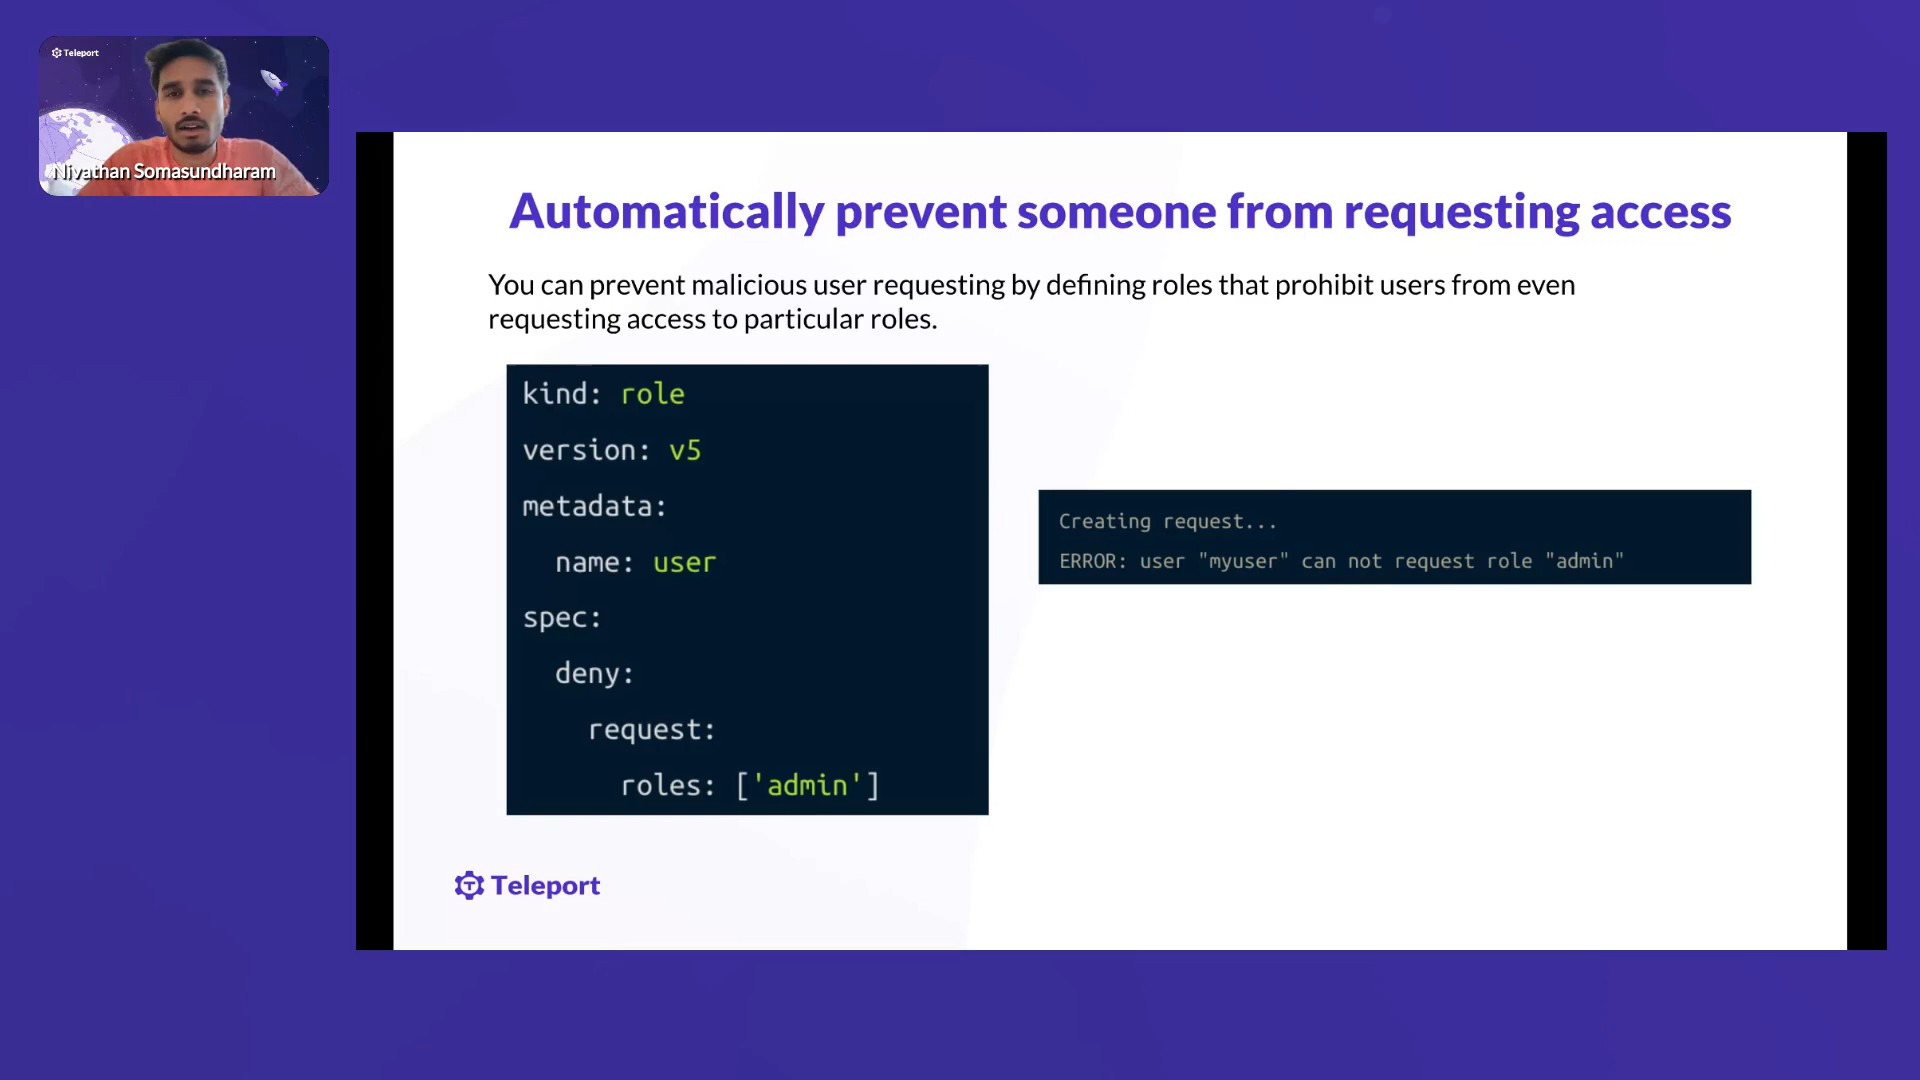 Teleport
Nivathan Somasundharam
Automatically prevent someone from requesting access
You can prevent malicious user requesting by defining roles that prohibit users from even
requesting access to particular roles.
kind: role
version: v5
metadata:
  name: user
spec:
  deny:
    request:
      roles: ['admin']
Creating request...
ERROR: user "myuser" can not request role "admin"
Teleport